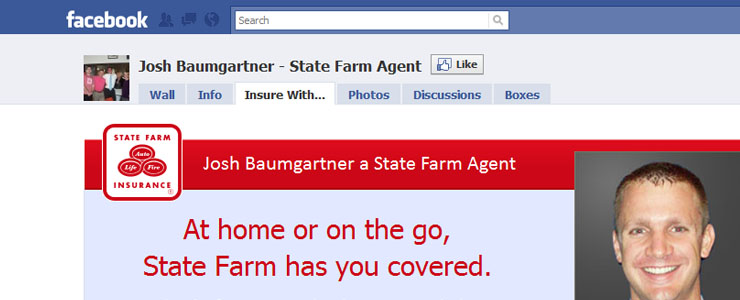 facebook
Search
Josh Baumgartner - State Farm Agent
Like
Wall Info Insure With... Photos Discussions Boxes
STATE FARM
Auto
Life Fire
INSURANCE
®
Josh Baumgartner a State Farm Agent
At home or on the go,
State Farm has you covered.